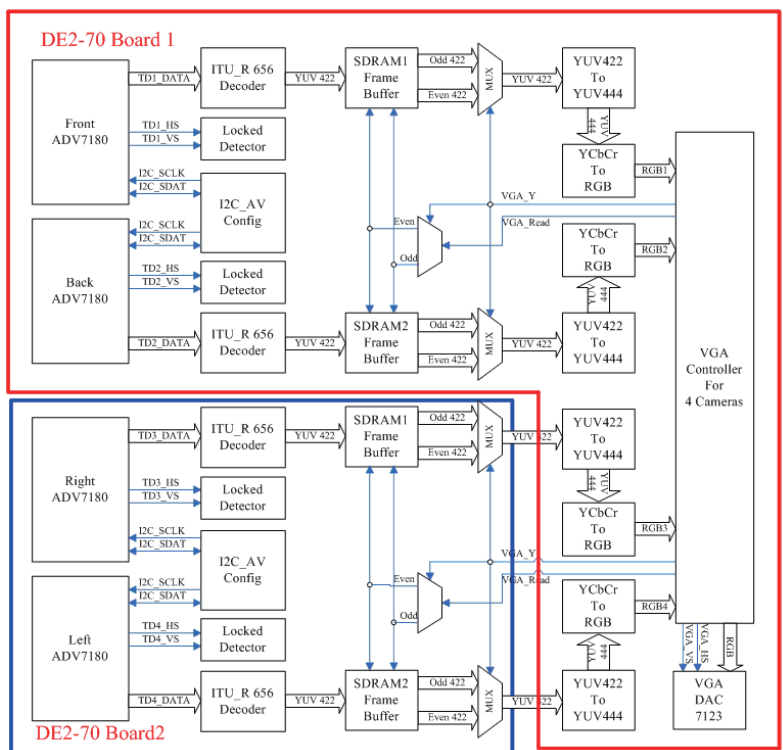 DE2-70 Board 1
Front
ADV7180
TD1_DATA
ITU_R 656
Decoder
YUV 422
SDRAM1
Frame
Buffer
Odd 422
Even 422
MUX
YUV 422
YUV422
To
YUV444
TD1_HS
TD1_VS
Locked
Detector
YUV
444
I2C_SCLK
I2C_SDAT
I2C_AV
Config
YCbCr
To
RGB
RGB1
VGA_Y
VGA_Read
Even
Odd
Back
ADV7180
I2C_SCLK
I2C_SDAT
YCbCr
To
RGB
RGB2
TD2_HS
TD2_VS
Locked
Detector
YUV
444
TD2_DATA
ITU_R 656
Decoder
YUV 422
SDRAM2
Frame
Buffer
Odd 422
Even 422
MUX
YUV 422
YUV422
To
YUV444
VGA
Controller
For
4 Cameras
Right
ADV7180
TD3_DATA
ITU_R 656
Decoder
YUV 422
SDRAM1
Frame
Buffer
Odd 422
Even 422
MUX
YUV 422
YUV422
To
YUV444
TD3_HS
TD3_VS
Locked
Detector
YUV
444
I2C_SCLK
I2C_SDAT
I2C_AV
Config
YCbCr
To
RGB
RGB3
VGA_Y
VGA_Read
Even
Odd
Left
ADV7180
I2C_SCLK
I2C_SDAT
YCbCr
To
RGB
RGB4
TD4_HS
TD4_VS
Locked
Detector
YUV
444
TD4_DATA
ITU_R 656
Decoder
YUV 422
SDRAM2
Frame
Buffer
Odd 422
Even 422
MUX
YUV 422
YUV422
To
YUV444
VGA_VS
VGA_HS
RGB
VGA
DAC
7123
DE2-70 Board2